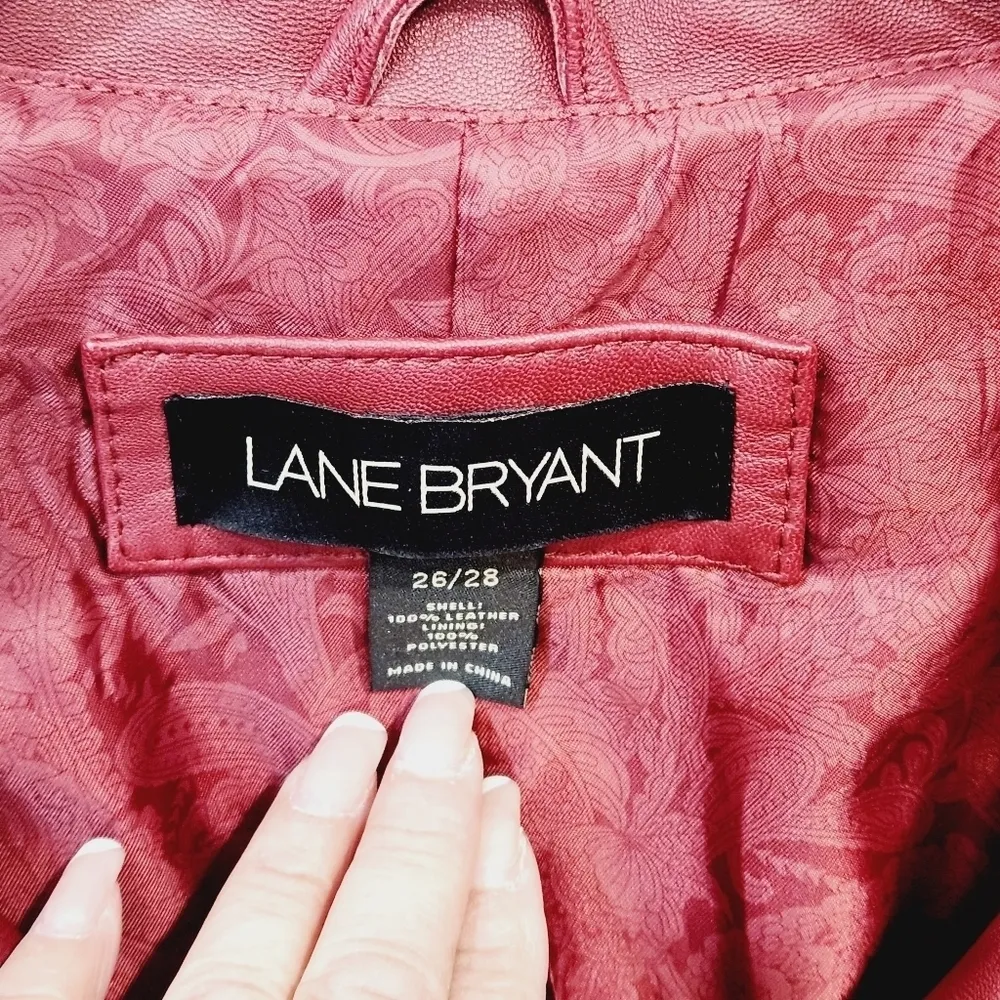 LANE BRYANT
26/28
SHELL:
100% LEATHER
LINING:
100%
POLYESTER
MADE IN CHINA